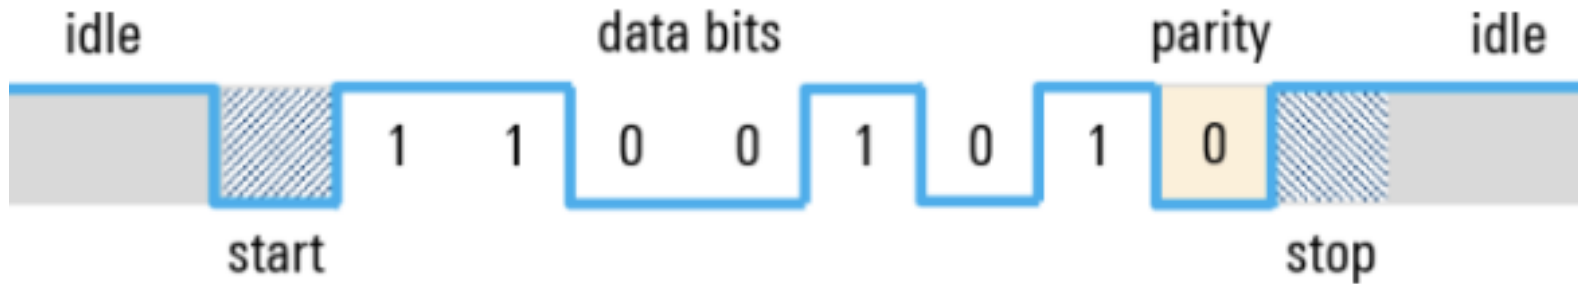 idle data bits parity idle
1 1 0 0 1 0 1 0
start stop